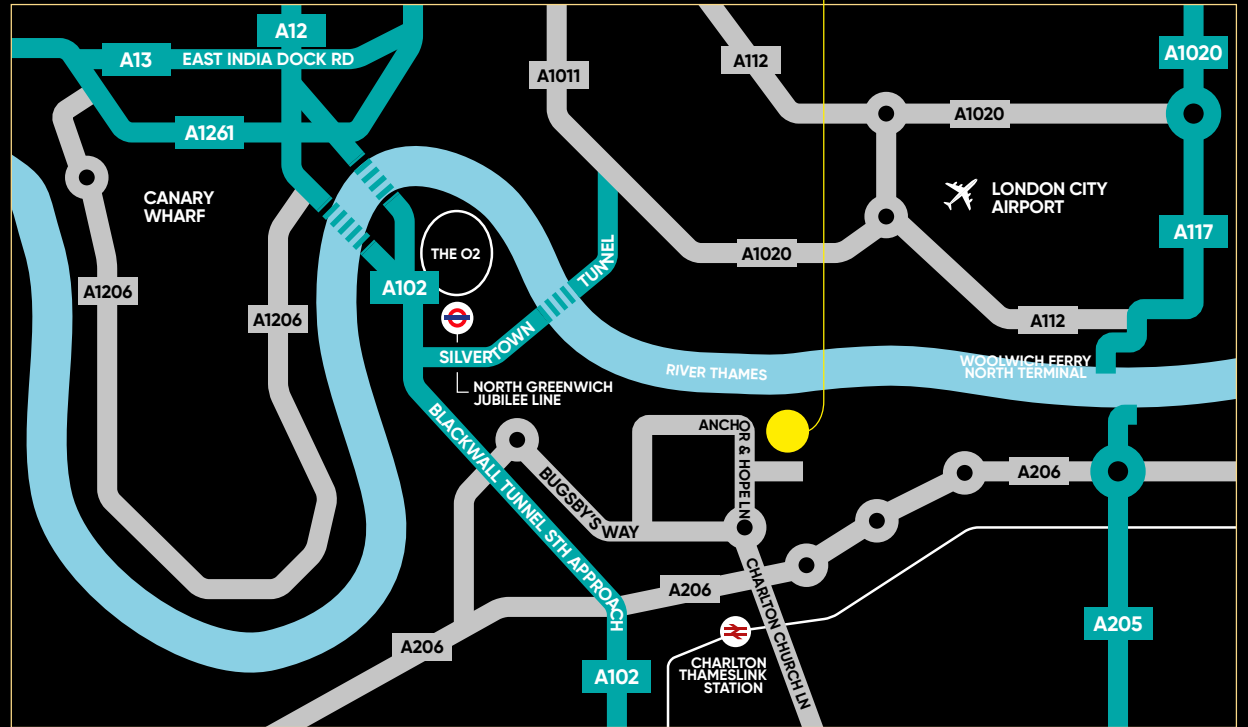 A12
A13
EAST INDIA DOCK RD
A1261
A1011
A112
A1020
A1020
CANARY
WHARF
LONDON CITY
AIRPORT
A117
THE O2
TUNNEL
A1020
A102
A1206
A1206
A112
SILVERTOWN
RIVER THAMES
WOOLWICH FERRY
NORTH TERMINAL
NORTH GREENWICH
JUBILEE LINE
BLACKWALL TUNNEL STH APPROACH
ANCHOR & HOPE LN
BUGSBY'S WAY
A206
A206
A206
CHARLTON CHURCH LN
A205
A102
CHARLTON
THAMESLINK
STATION